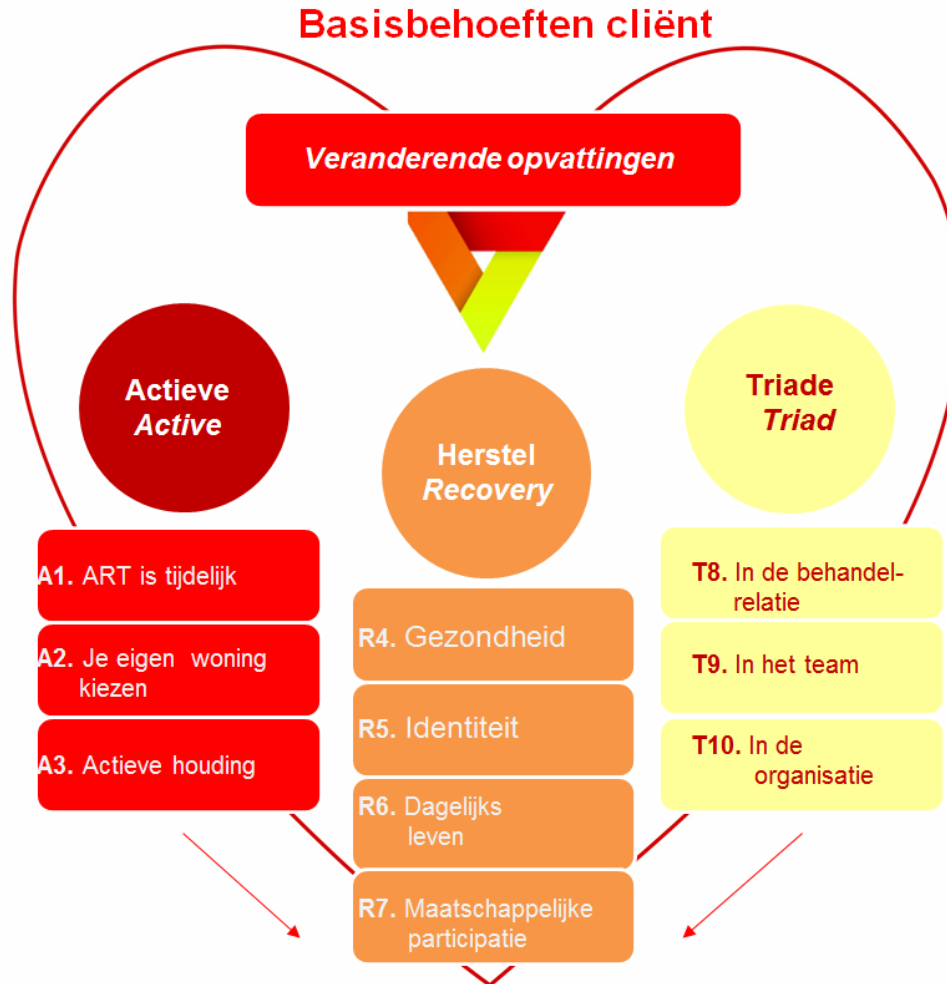 Basisbehoeften cliënt
Veranderende opvattingen
Actieve
Active
A1. ART is tijdelijk
A2. Je eigen woning
kiezen
A3. Actieve houding
Herstel
Recovery
R4. Gezondheid
R5. Identiteit
R6. Dagelijks
leven
R7. Maatschappelijke
participatie
Triade
Triad
T8. In de behandel-
relatie
T9. In het team
T10. In de
organisatie